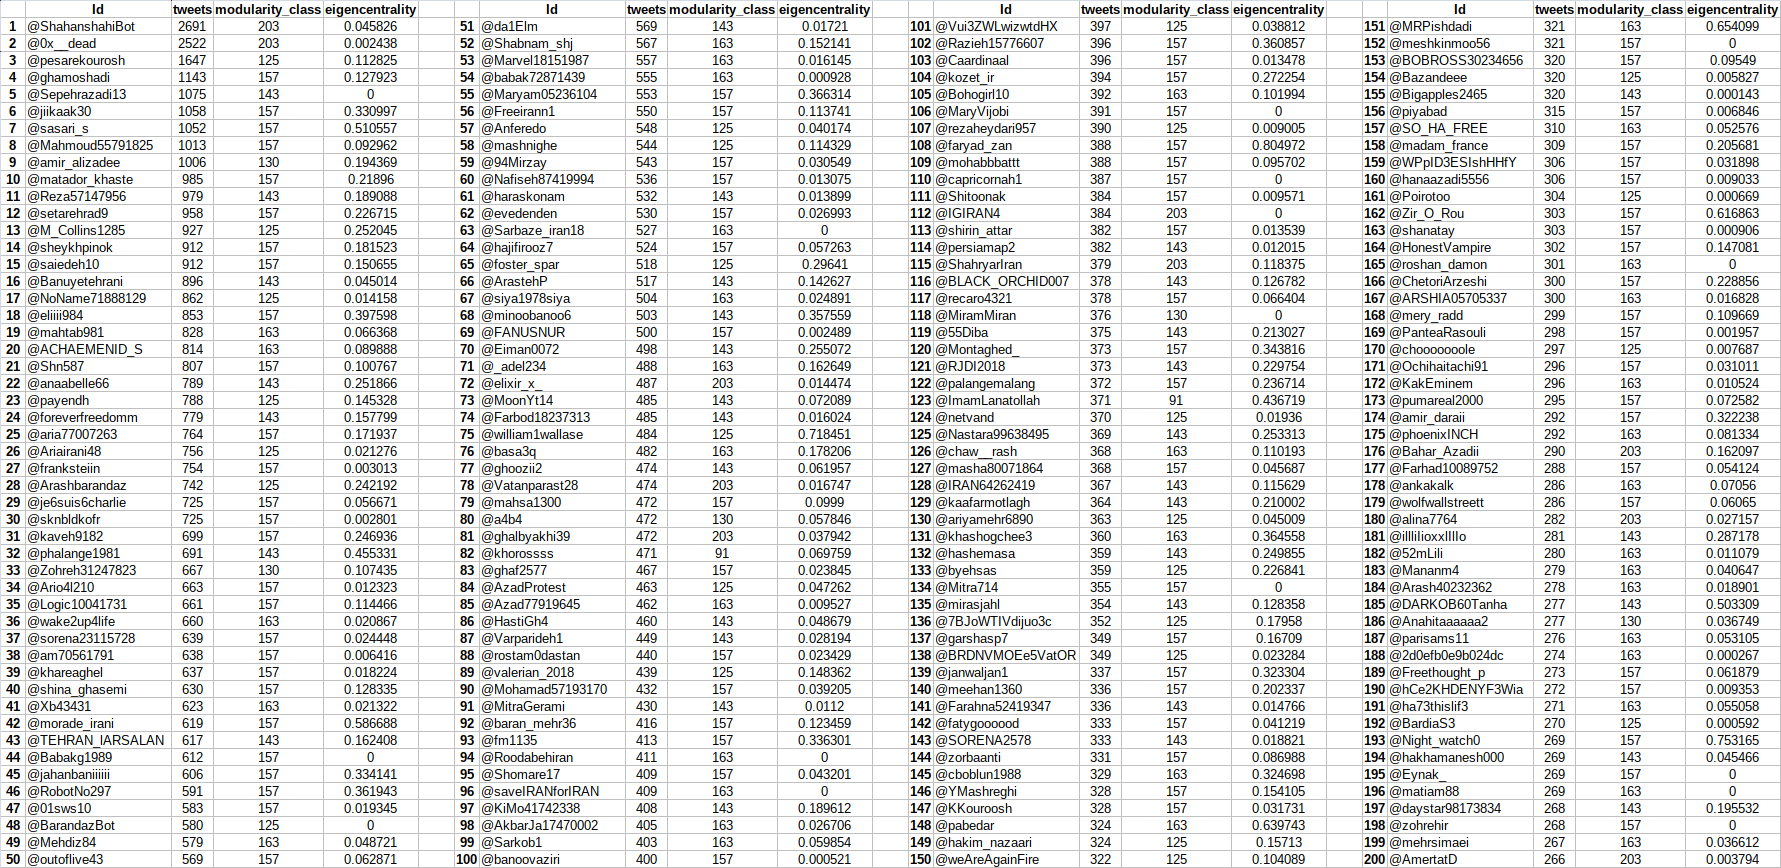 Id tweets modularity_class eigencentrality Id tweets modularity_class eigencentrality Id tweets modularity_class eigencentrality Id tweets modularity_class eigencentrality
1 @ShahanshahiBot 2691 203 0.045826 51 @da1Elm 569 143 0.01721 101 @Vui3ZWLwizwtdHX 397 125 0.038812 151 @MRPishdadi 321 163 0.654099
2 @0x__dead 2522 203 0.002438 52 @Shabnam_shj 567 163 0.152141 102 @Razieh15776607 396 157 0.360857 152 @meshkinmoo56 321 157 0
3 @pesarekourosh 1647 125 0.112825 53 @Marvel18151987 557 163 0.016145 103 @Caardinaal 396 157 0.013478 153 @BOBROSS30234656 320 157 0.09549
4 @ghamoshadi 1143 157 0.127923 54 @babak72871439 555 163 0.000928 104 @kozet_ir 394 157 0.272254 154 @Bazandeee 320 125 0.005827
5 @Sepehrazadi13 1075 143 0 55 @Maryam05236104 553 157 0.366314 105 @Bohogirl10 392 163 0.101994 155 @Bigapples2465 320 143 0.000143
6 @jiikaak30 1058 157 0.330997 56 @Freeirann1 550 157 0.113741 106 @MaryVijobi 391 157 0 156 @piyabad 315 157 0.006846
7 @sasari_s 1052 157 0.510557 57 @Anferedo 548 125 0.040174 107 @rezaheydari957 390 125 0.009005 157 @SO_HA_FREE 310 163 0.052576
8 @Mahmoud55791825 1013 157 0.092962 58 @mashnighe 544 125 0.114329 108 @faryad_zan 388 157 0.804972 158 @madam_france 309 157 0.205681
9 @amir_alizadee 1006 130 0.194369 59 @94Mirzay 543 157 0.030549 109 @mohabbbattt 388 157 0.095702 159 @WPpID3ESIshHHfY 306 157 0.031898
10 @matador_khaste 985 157 0.21896 60 @Nafiseh87419994 536 157 0.013075 110 @capricornah1 387 157 0 160 @hanaazadi5556 306 157 0.009033
11 @Reza57147956 979 143 0.189088 61 @haraskonam 532 143 0.013899 111 @Shitoonak 384 157 0.009571 161 @Poirotoo 304 125 0.000669
12 @setarehrad9 958 157 0.226715 62 @evedenden 530 157 0.026993 112 @IGIRAN4 384 203 0 162 @Zir_O_Rou 303 157 0.616863
13 @M_Collins1285 927 125 0.252045 63 @Sarbaze_iran18 527 163 0 113 @shirin_attar 382 157 0.013539 163 @shanatay 303 157 0.000906
14 @sheykhpinok 912 157 0.181523 64 @hajifirooz7 524 157 0.057263 114 @persiamap2 382 143 0.012015 164 @HonestVampire 302 157 0.147081
15 @saiedeh10 912 157 0.150655 65 @foster_spar 518 125 0.29641 115 @ShahryarIran 379 203 0.118375 165 @roshan_damon 301 163 0
16 @Banuyetehrani 896 143 0.045014 66 @ArastehP 517 143 0.142627 116 @BLACK_ORCHID007 378 143 0.126782 166 @ChetoriArzeshi 300 157 0.228856
17 @NoName71888129 862 125 0.014158 67 @siya1978siya 504 163 0.024891 117 @recaro4321 378 157 0.066404 167 @ARSHIA05705337 300 163 0.016828
18 @eliiii984 853 157 0.397598 68 @minoobanoo6 503 143 0.357559 118 @MiramMiran 376 130 0 168 @mery_radd 299 157 0.109669
19 @mahtab981 828 163 0.066368 69 @FANUSNUR 500 157 0.002489 119 @55Diba 375 143 0.213027 169 @PanteaRasouli 298 157 0.001957
20 @ACHAEMENID_S 814 163 0.089888 70 @Eiman0072 498 143 0.255072 120 @Montaghed_ 373 157 0.343816 170 @chooooooole 297 125 0.007687
21 @Shn587 807 157 0.100767 71 @_adel234 488 163 0.162649 121 @RJDI2018 373 143 0.229754 171 @Ochihaitachi91 296 157 0.031011
22 @anaabelle66 789 143 0.251866 72 @elixir_x_ 487 203 0.014474 122 @palangemalang 372 157 0.236714 172 @KakEminem 296 163 0.010524
23 @payendh 788 125 0.145328 73 @MoonYt14 485 143 0.072089 123 @ImamLanatollah 371 91 0.436719 173 @pumareal2000 295 157 0.072582
24 @foreverfreedomm 779 143 0.157799 74 @Farbod18237313 485 143 0.016024 124 @netvand 370 125 0.01936 174 @amir_daraii 292 157 0.322238
25 @aria77007263 764 157 0.171937 75 @william1wallase 484 125 0.718451 125 @Nastara99638495 369 143 0.253313 175 @phoenixINCH 292 163 0.081334
26 @Ariairani48 756 125 0.021276 76 @basa3q 482 163 0.178206 126 @chaw__rash 368 163 0.110193 176 @Bahar_Azadii 290 203 0.162097
27 @franksteiin 754 157 0.003013 77 @ghoozii2 474 143 0.061957 127 @masha80071864 368 157 0.045687 177 @Farhad10089752 288 157 0.054124
28 @Arashbarandaz 742 125 0.242192 78 @Vatanparast28 474 203 0.016747 128 @IRAN64262419 367 143 0.115629 178 @ankakalk 286 163 0.07056
29 @je6suis6charlie 725 157 0.056671 79 @mahsa1300 472 157 0.0999 129 @kaafarmotlagh 364 143 0.210002 179 @wolfwallstreett 286 157 0.06065
30 @sknbldkofr 725 157 0.002801 80 @a4b4 472 130 0.057846 130 @ariyamehr6890 363 125 0.045009 180 @alina7764 282 203 0.027157
31 @kaveh9182 699 157 0.246936 81 @ghalbyakhi39 472 203 0.037942 131 @khashogchee3 360 163 0.364558 181 @illliIioxxIIIIo 281 143 0.287178
32 @phalange1981 691 143 0.455331 82 @khorossss 471 91 0.069759 132 @hashemasa 359 143 0.249855 182 @52mLili 280 163 0.011079
33 @Zohreh31247823 667 130 0.107435 83 @ghaf2577 467 157 0.023845 133 @byehsas 359 125 0.226841 183 @Mananm4 279 163 0.040647
34 @Ario4l210 663 157 0.012323 84 @AzadProtest 463 125 0.047262 134 @Mitra714 355 157 0 184 @Arash40232362 278 163 0.018901
35 @Logic10041731 661 157 0.114466 85 @Azad77919645 462 163 0.009527 135 @mirasjahl 354 143 0.128358 185 @DARKOB60Tanha 277 143 0.503309
36 @wake2up4life 660 163 0.020867 86 @HastiGh4 460 143 0.048679 136 @7BJoWTIVdijuo3c 352 125 0.17958 186 @Anahitaaaaaa2 277 130 0.036749
37 @sorena23115728 639 157 0.024448 87 @Varparideh1 449 143 0.028194 137 @garshasp7 349 157 0.16709 187 @parisams11 276 163 0.053105
38 @am70561791 638 157 0.006416 88 @rostam0dastan 440 157 0.023429 138 @BRDNVMOEe5VatOR 349 125 0.023284 188 @2d0efb0e9b024dc 274 163 0.000267
39 @khareaghel 637 157 0.018224 89 @valerian_2018 439 125 0.148362 139 @janwaljan1 337 157 0.323304 189 @Freethought_p 273 157 0.061879
40 @shina_ghasemi 630 157 0.128335 90 @Mohamad57193170 432 157 0.039205 140 @meehan1360 336 157 0.202337 190 @hCe2KHDENYF3Wia 272 157 0.009353
41 @Xb43431 623 163 0.021322 91 @MitraGerami 430 143 0.0112 141 @Farahna52419347 336 143 0.014766 191 @ha73thislif3 271 163 0.055058
42 @morade_irani 619 157 0.586688 92 @baran_mehr36 416 157 0.123459 142 @fatygoooood 333 157 0.041219 192 @BardiaS3 270 125 0.000592
43 @TEHRAN_IARSALAN 617 143 0.162408 93 @fm1135 413 157 0.336301 143 @SORENA2578 333 143 0.018821 193 @Night_watch0 269 157 0.753165
44 @Babakg1989 612 157 0 94 @Roodabehiran 411 163 0 144 @zorbaanti 331 157 0.086988 194 @hakhamanesh000 269 143 0.045466
45 @jahanbaniiiiii 606 157 0.334141 95 @Shomare17 409 157 0.043201 145 @cboblun1988 329 163 0.324698 195 @Eynak_ 269 157 0
46 @RobotNo297 591 157 0.361943 96 @saveIRANforIRAN 409 163 0 146 @YMashreghi 328 157 0.154105 196 @matiam88 269 163 0
47 @01sws10 583 157 0.019345 97 @KiMo41742338 408 143 0.189612 147 @KKouroosh 328 157 0.031731 197 @daystar98173834 268 143 0.195532
48 @BarandazBot 580 125 0 98 @AkbarJa17470002 405 163 0.026706 148 @pabedar 324 163 0.639743 198 @zohrehir 268 157 0
49 @Mehdiz84 579 163 0.048721 99 @Sarkob1 403 163 0.059854 149 @hakim_nazaari 324 125 0.15713 199 @mehrsimaei 267 163 0.036612
50 @outoflive43 569 157 0.062871 100 @banoovaziri 400 157 0.000521 150 @weAreAgainFire 322 125 0.104089 200 @AmertatD 266 203 0.003794